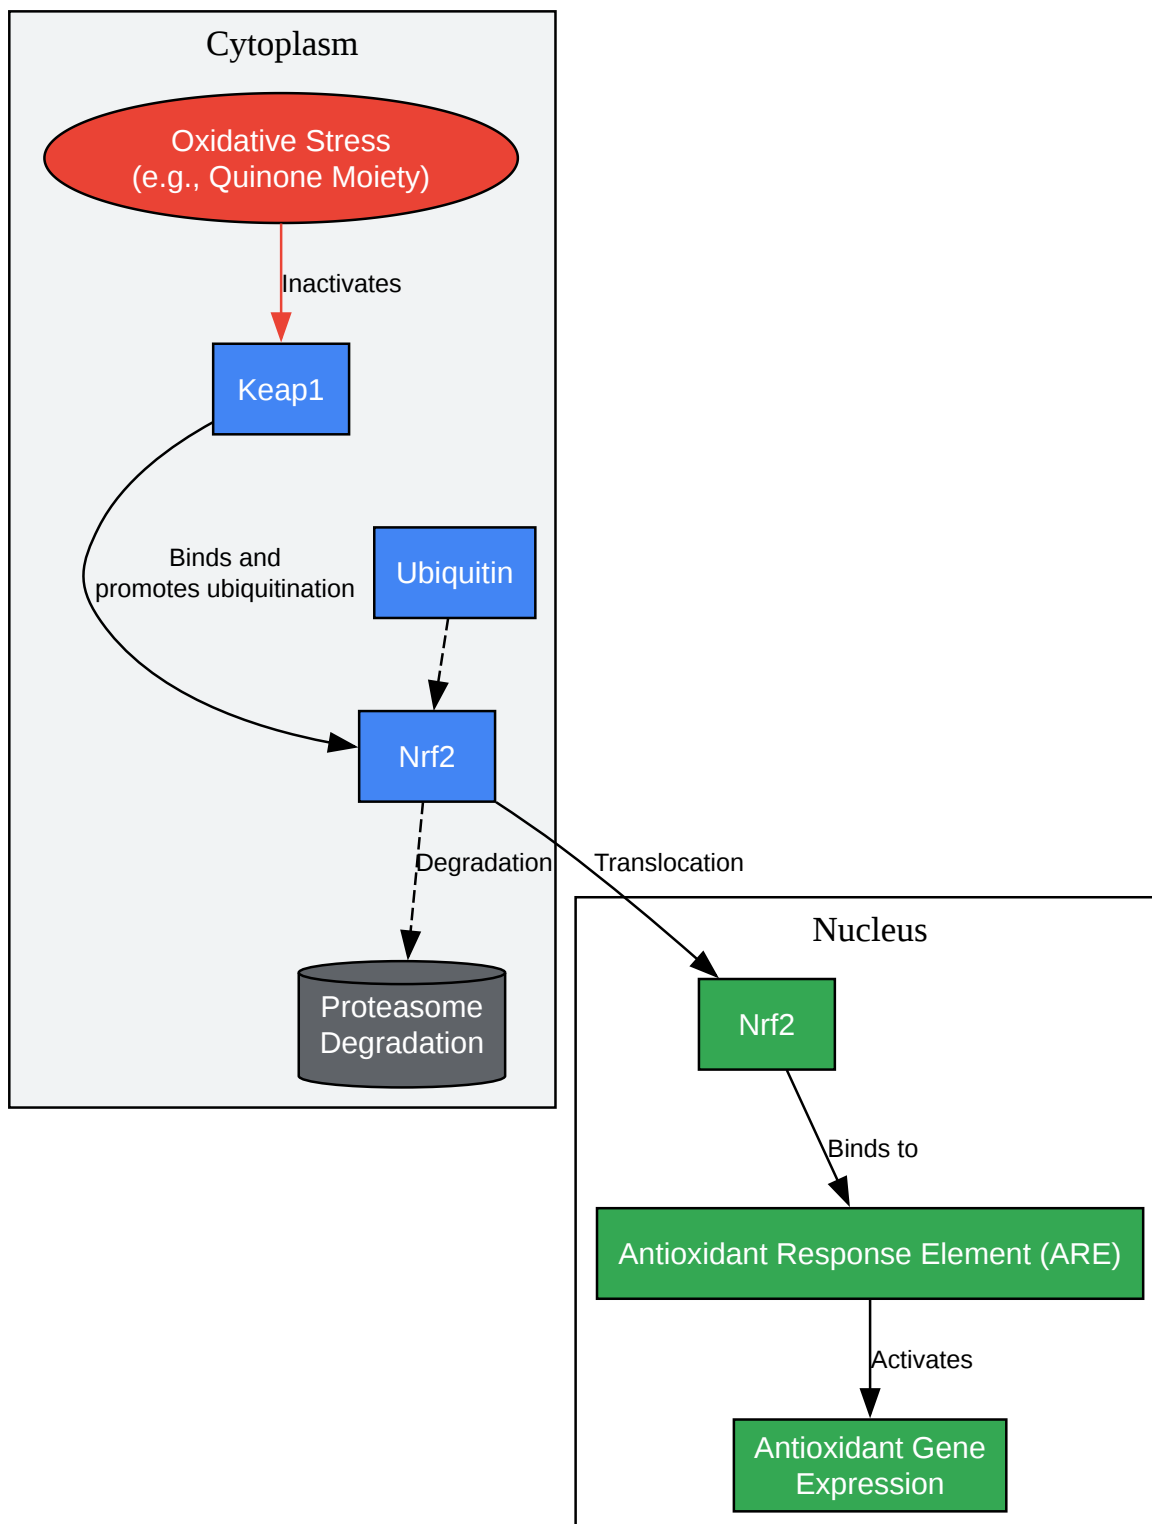 Cytoplasm
Oxidative Stress
(e.g., Quinone Moiety)
Inactivates
Keap1
Binds and
promotes ubiquitination
Ubiquitin
Nrf2
Degradation
Translocation
Proteasome
Degradation
Nucleus
Nrf2
Binds to
Antioxidant Response Element (ARE)
Activates
Antioxidant Gene
Expression